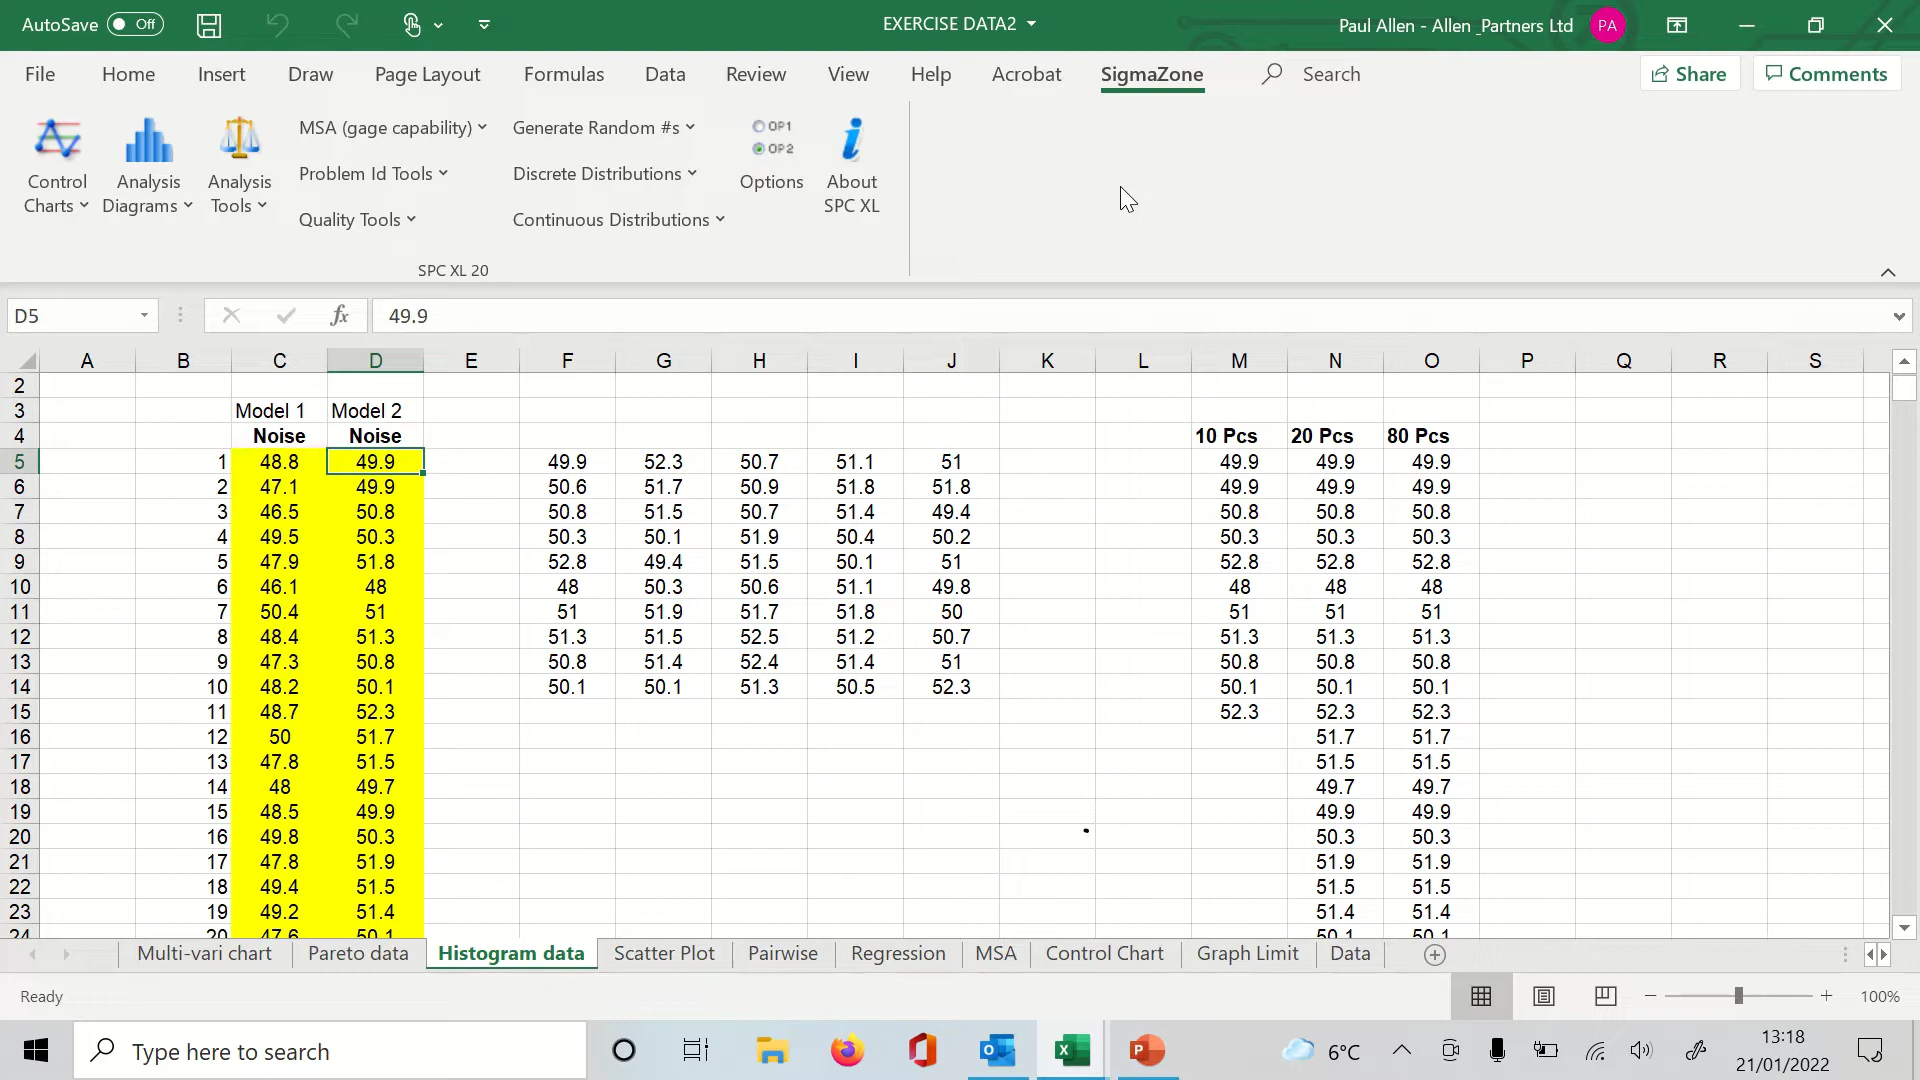 AutoSave Off EXERCISE DATA2 Paul Allen - Allen _Partners Ltd PA
File Home Insert Draw Page Layout Formulas Data Review View Help Acrobat SigmaZone Search Share Comments
MSA (gage capability) Generate Random #s OP1
OP2
Problem Id Tools Discrete Distributions
Control Analysis Analysis Options About
Charts Diagrams Tools SPC XL
Quality Tools Continuous Distributions
SPC XL 20
D5 fx 49.9
A B C D E F G H I J K L M N O P Q R S
2
3 Model 1 Model 2
4 Noise Noise 10 Pcs 20 Pcs 80 Pcs
5 1 48.8 49.9 49.9 52.3 50.7 51.1 51 49.9 49.9 49.9
6 2 47.1 49.9 50.6 51.7 50.9 51.8 51.8 49.9 49.9 49.9
7 3 46.5 50.8 50.8 51.5 50.7 51.4 49.4 50.8 50.8 50.8
8 4 49.5 50.3 50.3 50.1 51.9 50.4 50.2 50.3 50.3 50.3
9 5 47.9 51.8 52.8 49.4 51.5 50.1 51 52.8 52.8 52.8
10 6 46.1 48 48 50.3 50.6 51.1 49.8 48 48 48
11 7 50.4 51 51 51.9 51.7 51.8 50 51 51 51
12 8 48.4 51.3 51.3 51.5 52.5 51.2 50.7 51.3 51.3 51.3
13 9 47.3 50.8 50.8 51.4 52.4 51.4 51 50.8 50.8 50.8
14 10 48.2 50.1 50.1 50.1 51.3 50.5 52.3 50.1 50.1 50.1
15 11 48.7 52.3 52.3 52.3 52.3
16 12 50 51.7 51.7 51.7
17 13 47.8 51.5 51.5 51.5
18 14 48 49.7 49.7 49.7
19 15 48.5 49.9 49.9 49.9
20 16 49.8 50.3 50.3 50.3
21 17 47.8 51.9 51.9 51.9
22 18 49.4 51.5 51.5 51.5
23 19 49.2 51.4 51.4 51.4
24 20 47.6 50.1 50.1 50.1
Multi-vari chart Pareto data Histogram data Scatter Plot Pairwise Regression MSA Control Chart Graph Limit Data
Ready 100%
Type here to search 6°C 13:18
21/01/2022